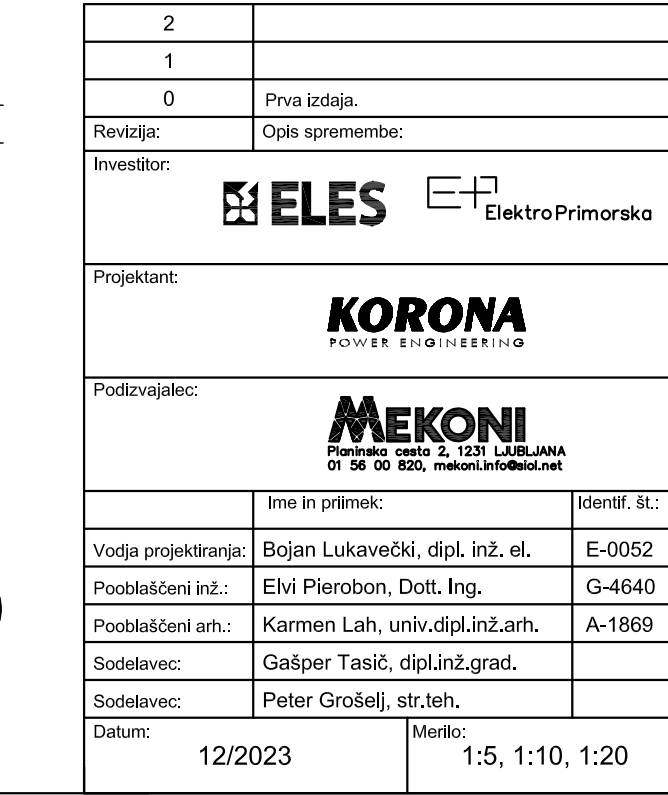 2
1
0 Prva izdaja.
Revizija: Opis spremembe:
Investitor:
ELES E+P ElektroPrimorska
Projektant:
KORONA
POWER ENGINEERING
Podizvajalec:
MEKONI
Planinska cesta 2, 1231 LJUBLJANA
01 56 00 820, mekoni.info@siol.net
Ime in priimek: Identif. št.:
Vodja projektiranja: Bojan Lukavečki, dipl. inž. el. E-0052
Pooblaščeni inž.: Elvi Pierobon, Dott. Ing. G-4640
Pooblaščeni arh.: Karmen Lah, univ.dipl.inž.arh. A-1869
Sodelavec: Gašper Tasič, dipl.inž.grad.
Sodelavec: Peter Grošelj, str.teh.
Datum: Merilo:
12/2023 1:5, 1:10, 1:20